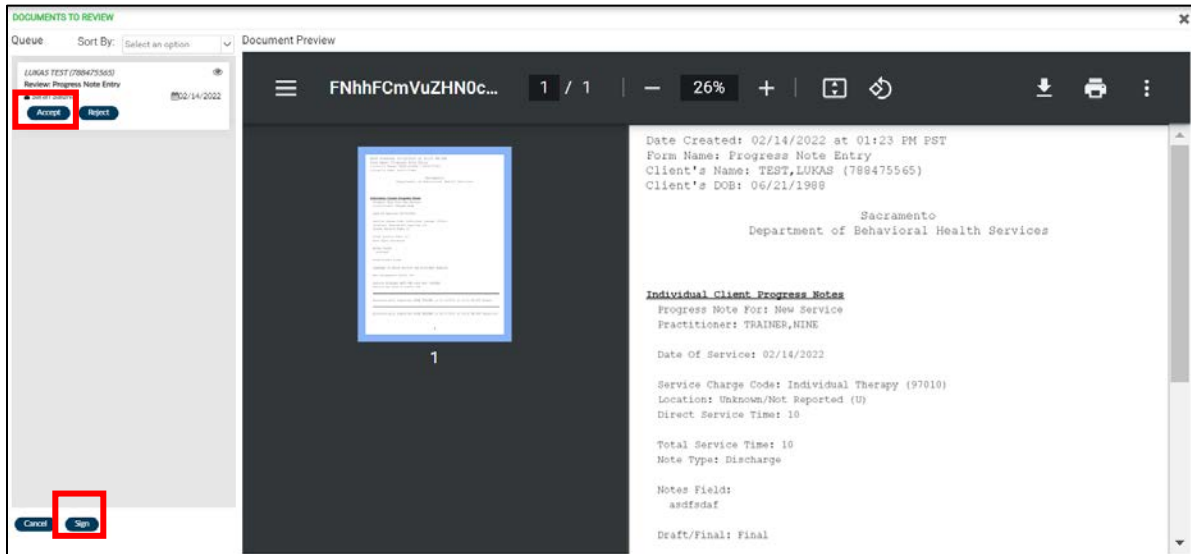 DOCUMENTS TO REVIEW
Queue Sort By: Select an option Document Preview
LUKAS TEST (788475565)
Review: Progress Note Entry
02/14/2022
Accept Reject
FNhhFCmVuZHN0c... 1 / 1 26%
Date Created: 02/14/2022 at 01:23 PM PST
Form Name: Progress Note Entry
Client's Name: TEST,LUKAS (788475565)
Client's DOB: 06/21/1988
Sacramento
Department of Behavioral Health Services
Individual Client Progress Notes
Progress Note For: New Service
Practitioner: TRAINER,NINE
Date Of Service: 02/14/2022
Service Charge Code: Individual Therapy (97010)
Location: Unknown/Not Reported (U)
Direct Service Time: 10
Total Service Time: 10
Note Type: Discharge
Notes Field:
asdfsdaf
Draft/Final: Final
1
Cancel Sign